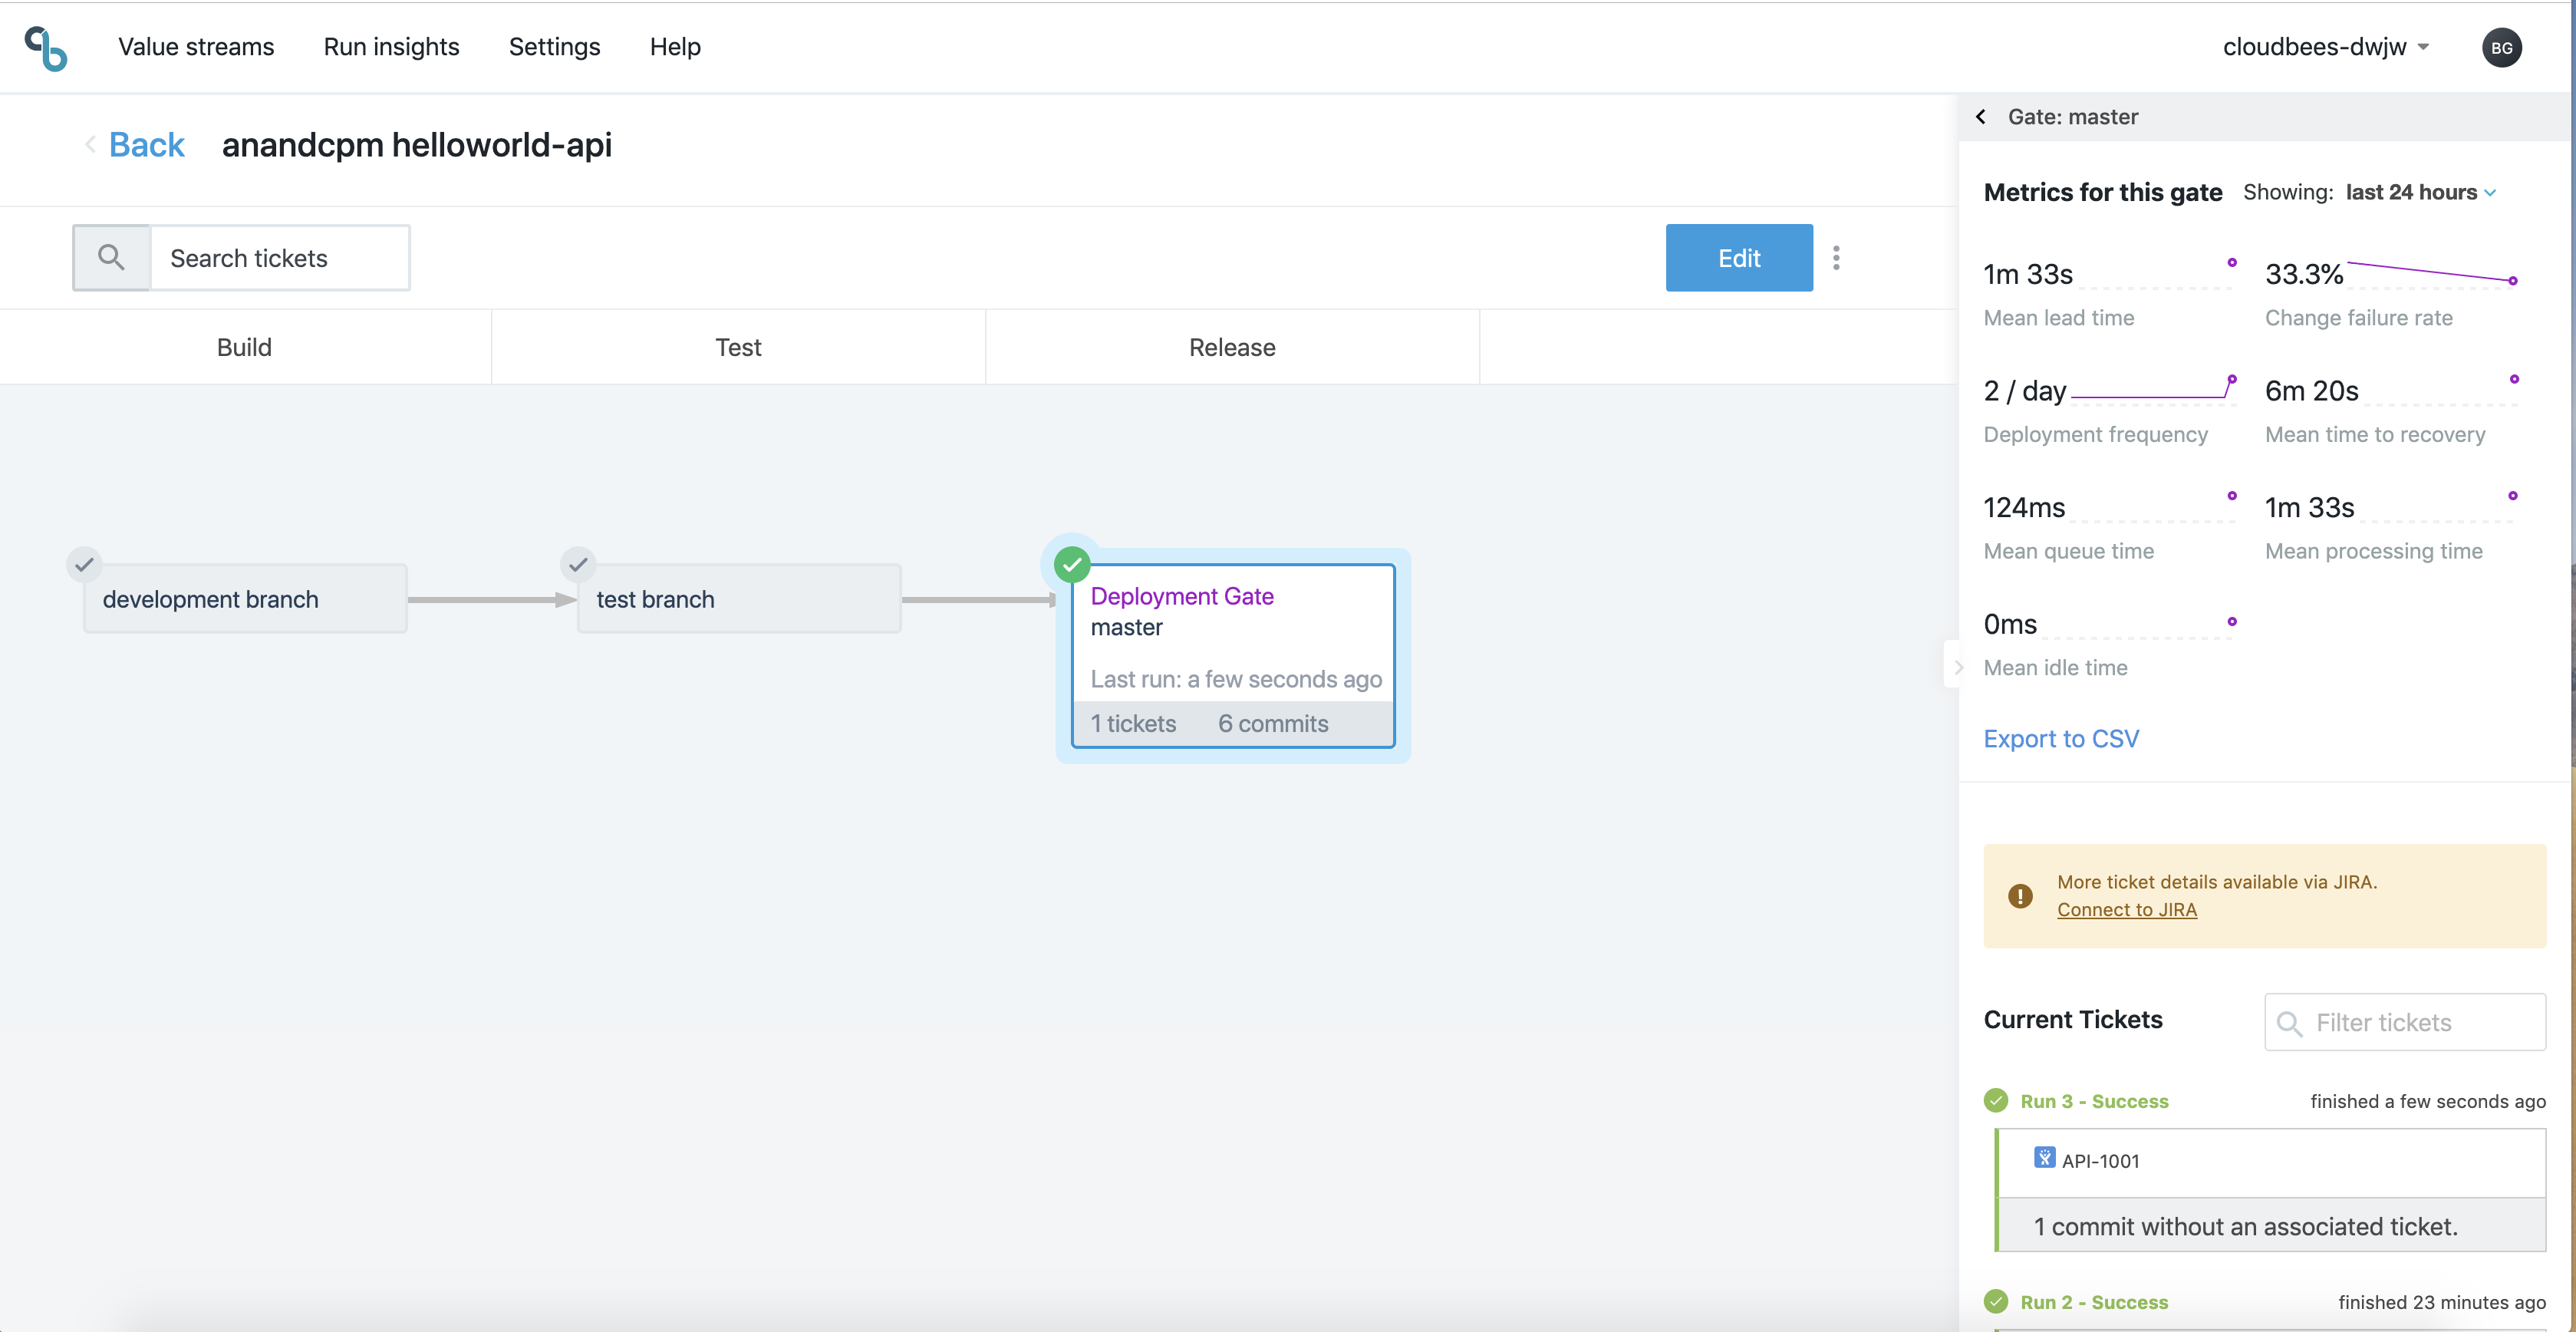 Value streams
Run insights
Settings
Help
cloudbees-dwjw
BG
Back
anandcpm helloworld-api
Search tickets
Edit
Build
Test
Release
development branch
test branch
Deployment Gate
master
Last run: a few seconds ago
1 tickets 6 commits
Gate: master
Metrics for this gate Showing: last 24 hours
1m 33s
Mean lead time
33.3%
Change failure rate
2 / day
Deployment frequency
6m 20s
Mean time to recovery
124ms
Mean queue time
1m 33s
Mean processing time
0ms
Mean idle time
Export to CSV
More ticket details available via JIRA.
Connect to JIRA
Current Tickets
Filter tickets
Run 3 - Success
finished a few seconds ago
API-1001
1 commit without an associated ticket.
Run 2 - Success
finished 23 minutes ago